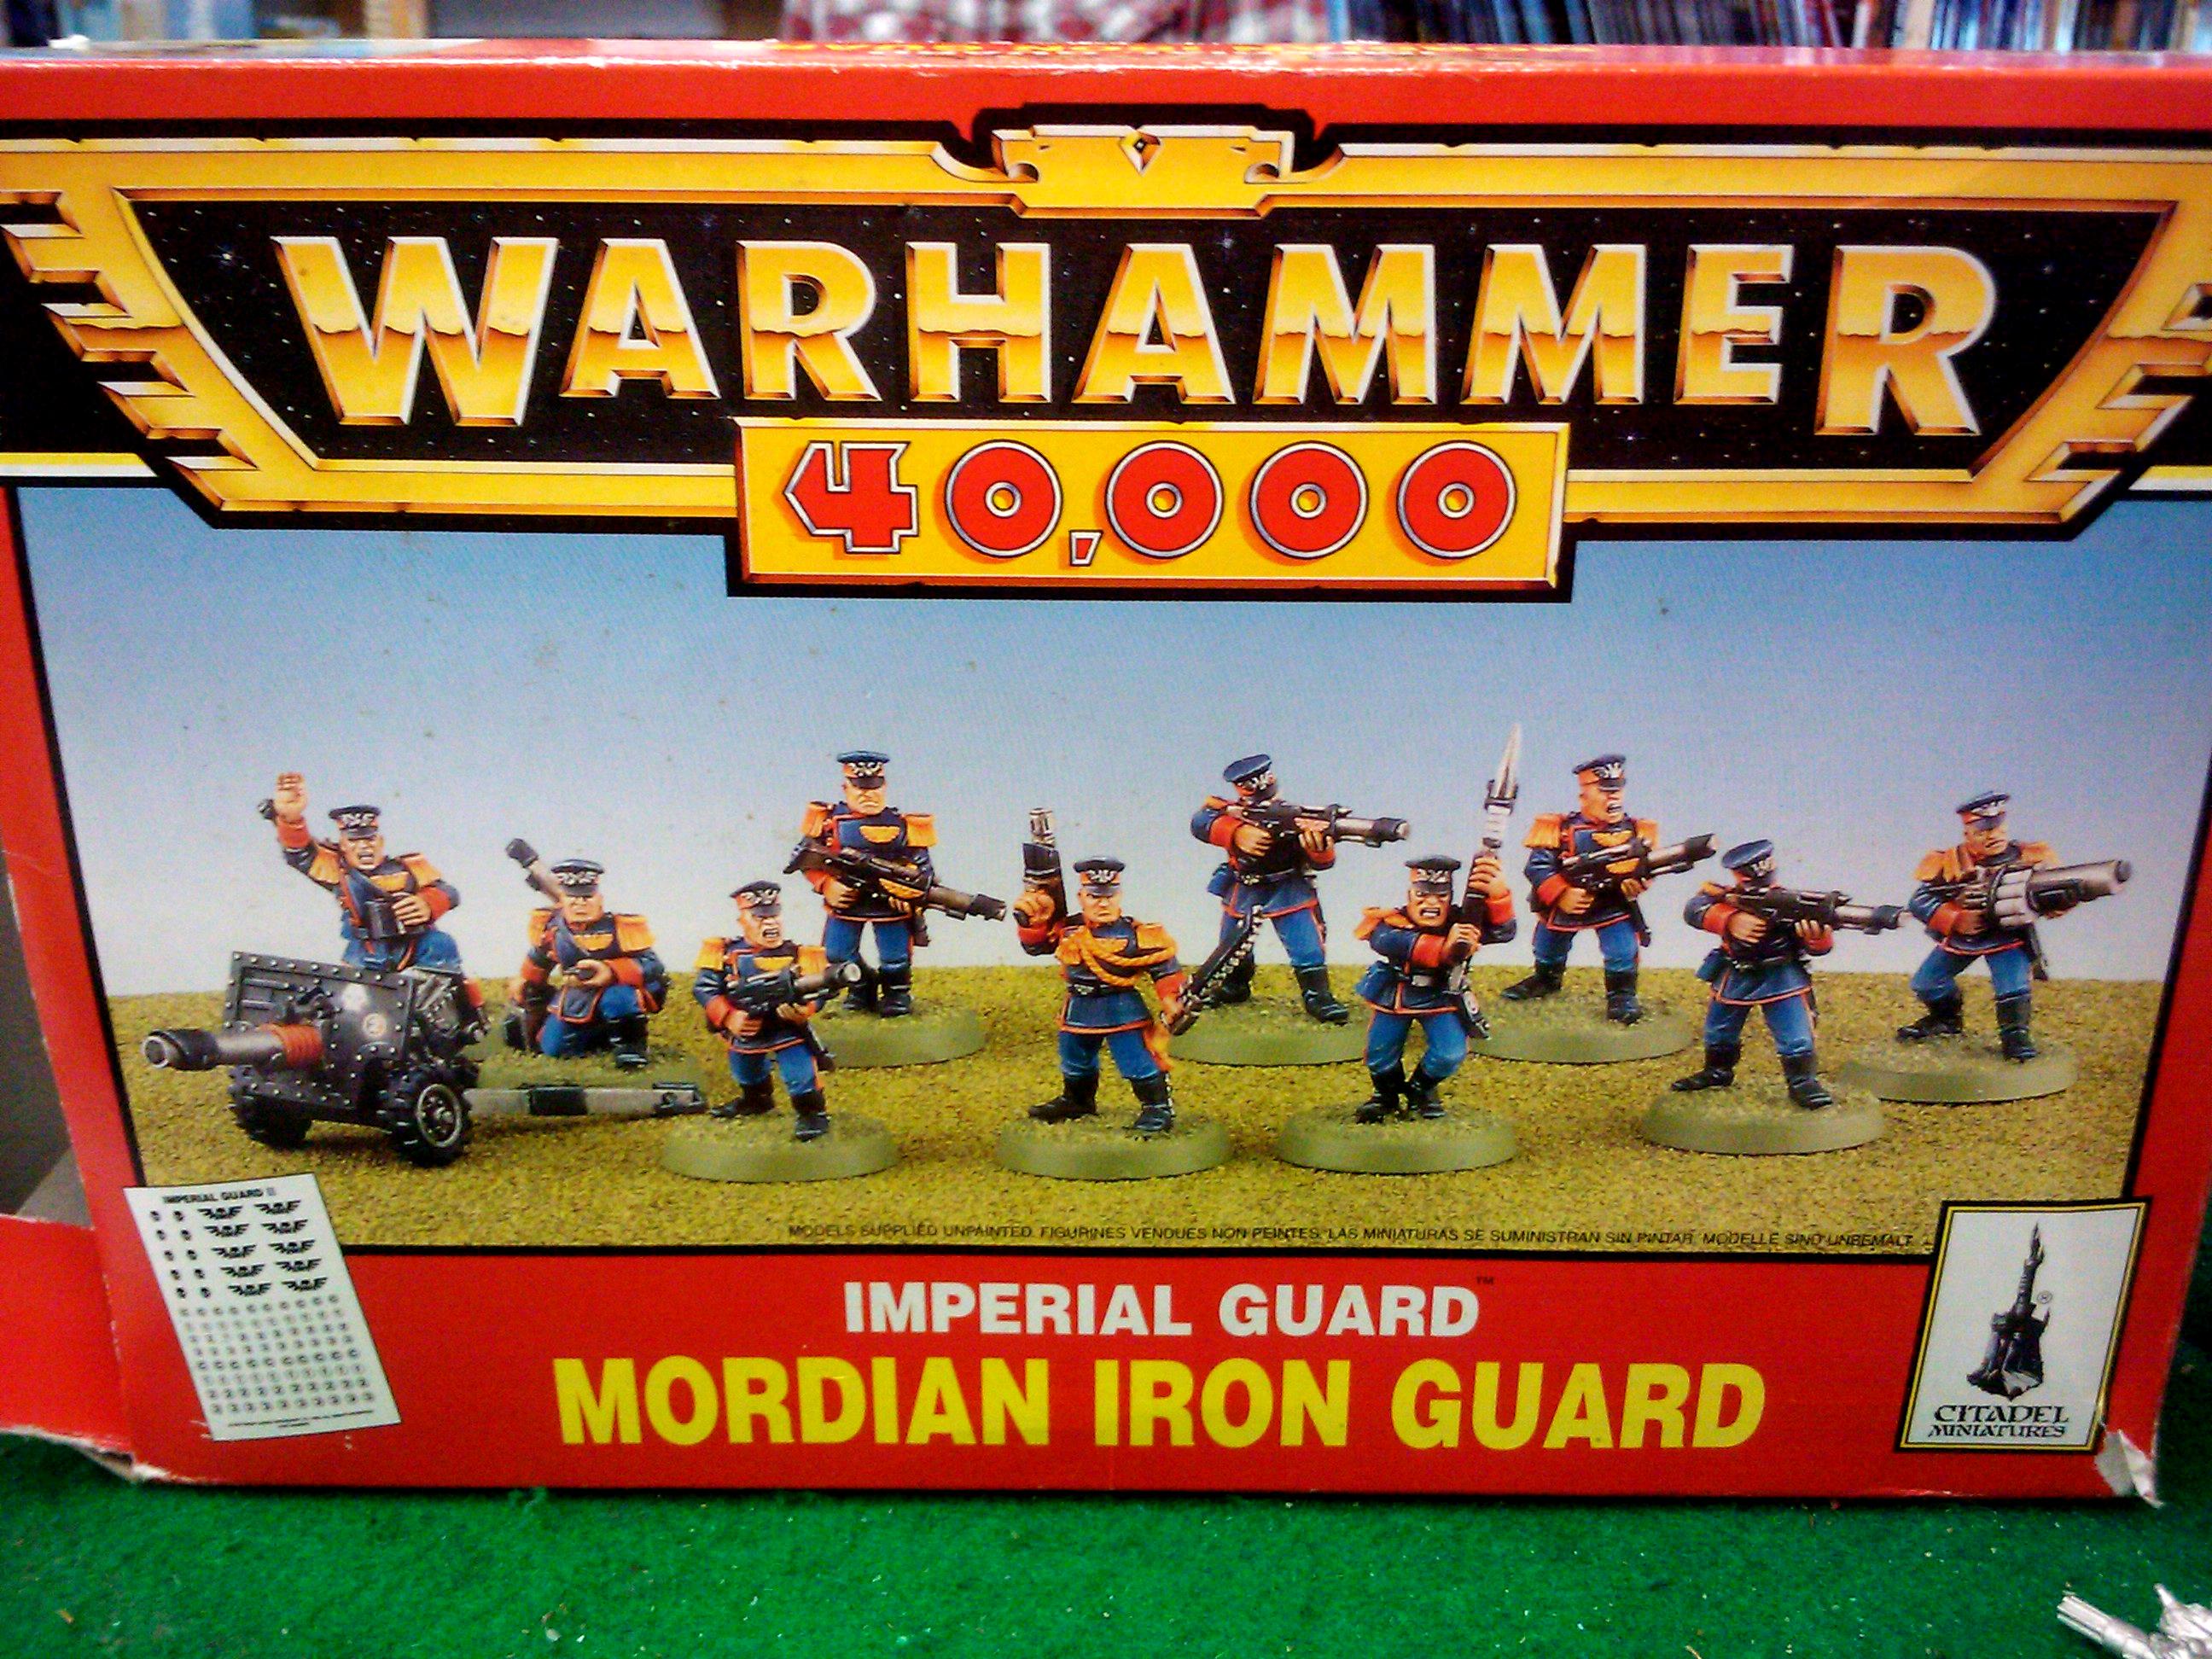 WARHAMMER
40,000
IMPERIAL GUARD II
MODELS SUPPLIED UNPAINTED. FIGURINES VENDUES NON PEINTES. LAS MINIATURAS SE SUMINISTRAN SIN PINTAR. MODELLE SIND UNBEMALT.
IMPERIAL GUARD™
MORDIAN IRON GUARD
®
CITADEL
MINIATURES